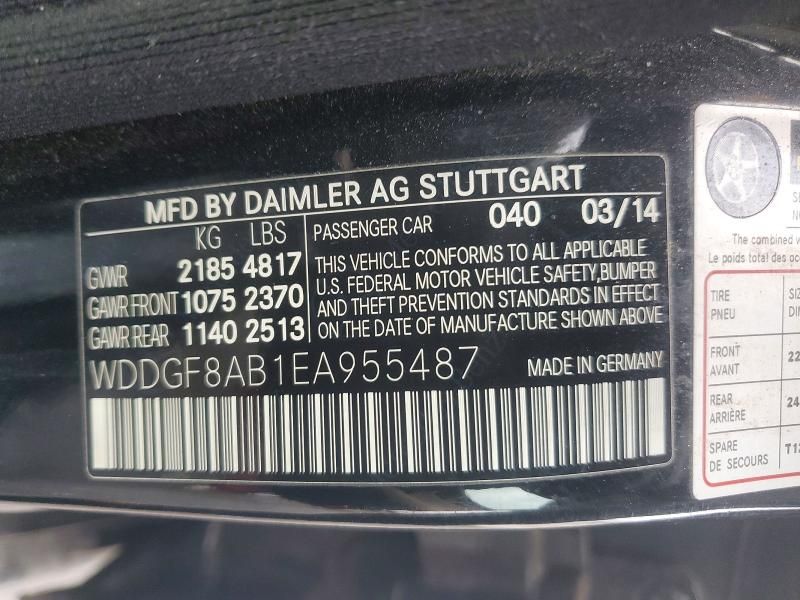 MFD BY DAIMLER AG STUTTGART
KG LBS
GVWR 2185 4817
GAWR FRONT 1075 2370
GAWR REAR 1140 2513
PASSENGER CAR 040 03/14
THIS VEHICLE CONFORMS TO ALL APPLICABLE
U.S. FEDERAL MOTOR VEHICLE SAFETY,BUMPER
AND THEFT PREVENTION STANDARDS IN EFFECT
ON THE DATE OF MANUFACTURE SHOWN ABOVE
WDDGF8AB1EA955487
The combined
Le poids total des
TIRE
PNEU
FRONT
AVANT
REAR
ARRIÈRE
SPARE
DE SECOURS